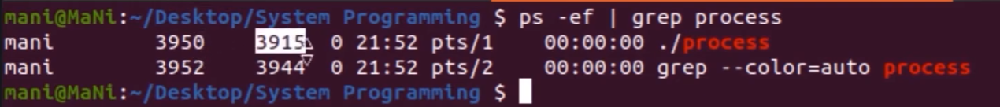 mani@MaNi:~/Desktop/System Programming $ ps -ef | grep process
mani 3950 3915 0 21:52 pts/1 00:00:00 ./process
mani 3952 3944 0 21:52 pts/2 00:00:00 grep --color=auto process
mani@MaNi:~/Desktop/System Programming $